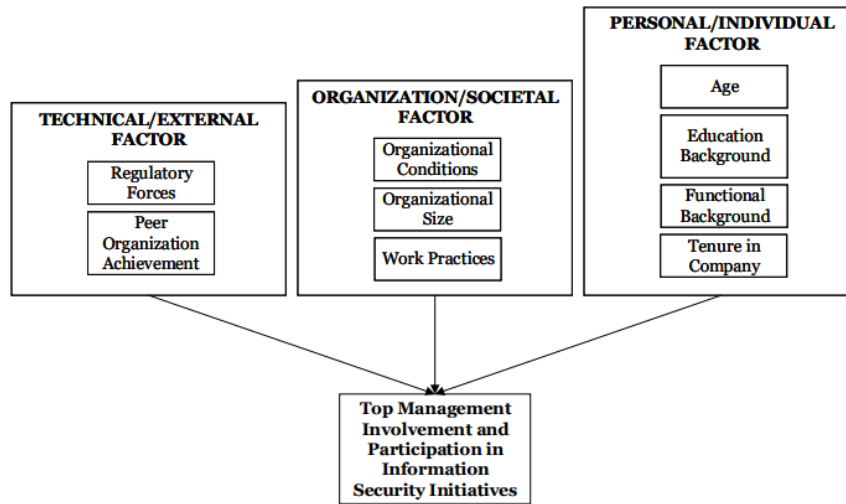 TECHNICAL/EXTERNAL
FACTOR
Regulatory
Forces
Peer
Organization
Achievement
ORGANIZATION/SOCIETAL
FACTOR
Organizational
Conditions
Organizational
Size
Work Practices
PERSONAL/INDIVIDUAL
FACTOR
Age
Education
Background
Functional
Background
Tenure in
Company
Top Management
Involvement and
Participation in
Information
Security Initiatives